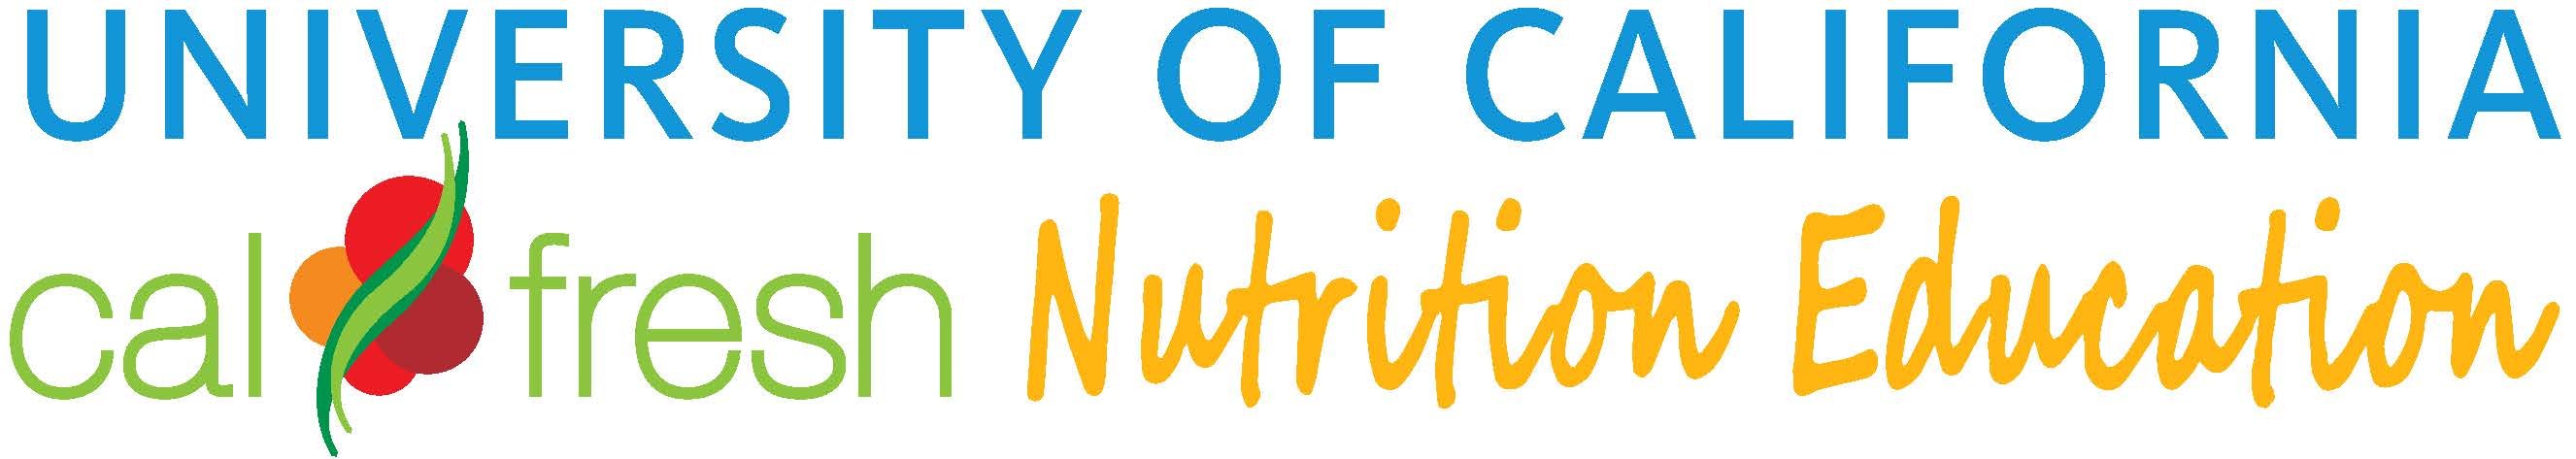 UNIVERSITY OF CALIFORNIA
cal fresh Nutrition Education